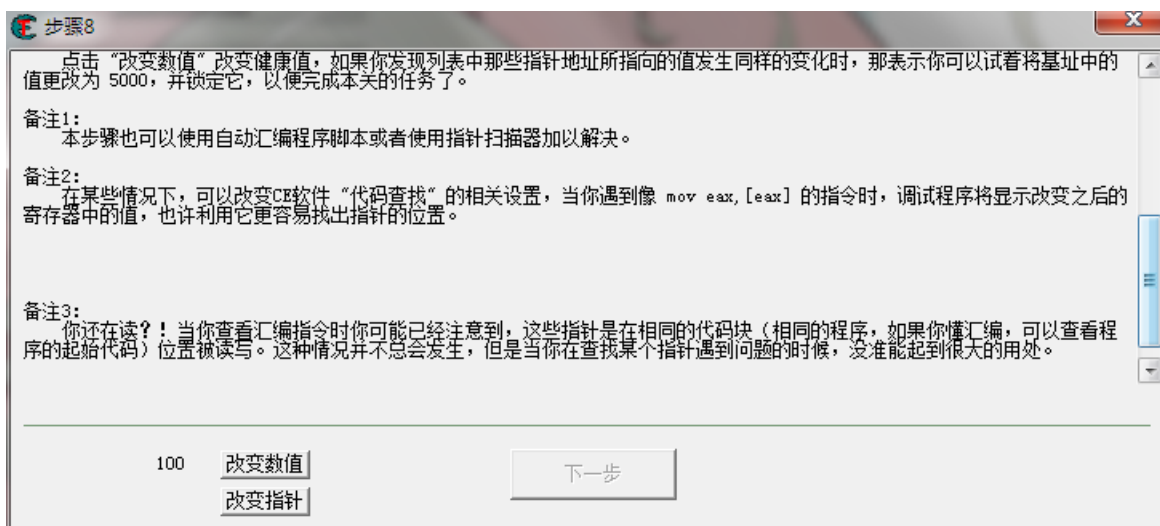 步骤8
点击 “改变数值” 改变健康值，如果你发现列表中那些指针地址所指向的值发生同样的变化时，那表示你可以试着将基址中的
值更改为 5000，并锁定它，以便完成本关的任务了。
备注1:
本步骤也可以使用自动汇编程序脚本或者使用指针扫描器加以解决。
备注2:
在某些情况下，可以改变CE软件 “代码查找” 的相关设置，当你遇到像 mov eax,[eax] 的指令时，调试程序将显示改变之后的
寄存器中的值，也许利用它更容易找出指针的位置。
备注3:
你还在读？！当你查看汇编指令时你可能已经注意到，这些指针是在相同的代码块（相同的程序，如果你懂汇编，可以查看程
序的起始代码）位置被读写。这种情况并不总会发生，但是当你在查找某个指针遇到问题的时候，没准能起到很大的用处。
100 改变数值 下一步
改变指针